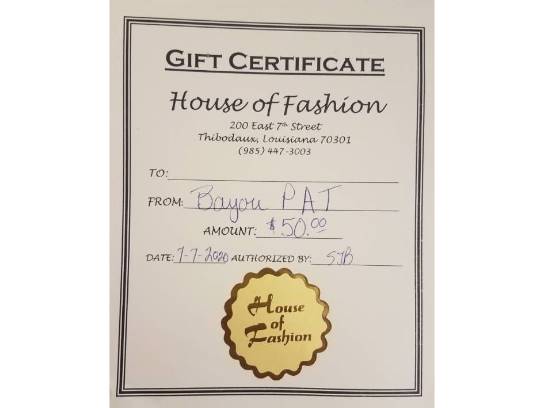 GIFT CERTIFICATE
House of Fashion
200 East 7th Street
Thibodaux, Louisiana 70301
(985) 447-3003
TO:
FROM: Bayou PAT
AMOUNT: $50.00
DATE: 7-7-2020 AUTHORIZED BY: STB
House
of
Fashion